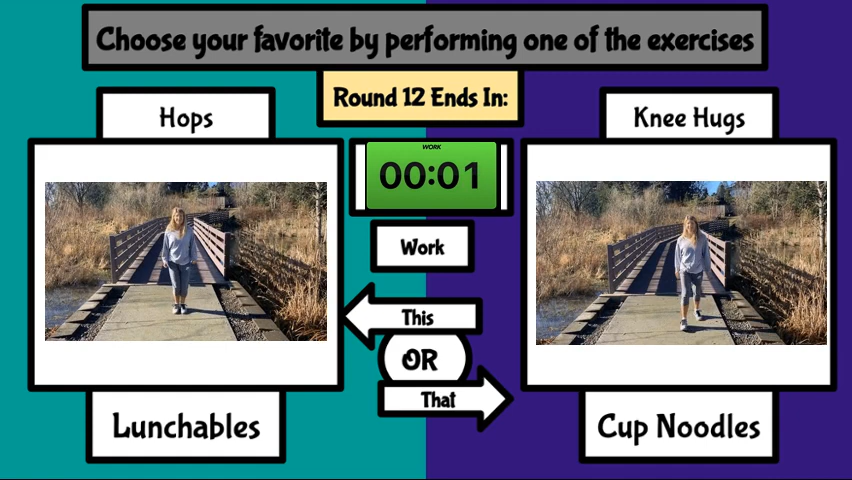 Choose your favorite by performing one of the exercises
Round 12 Ends In:
Hops
Knee Hugs
WORK
00:01
Work
This
OR
That
Lunchables
Cup Noodles